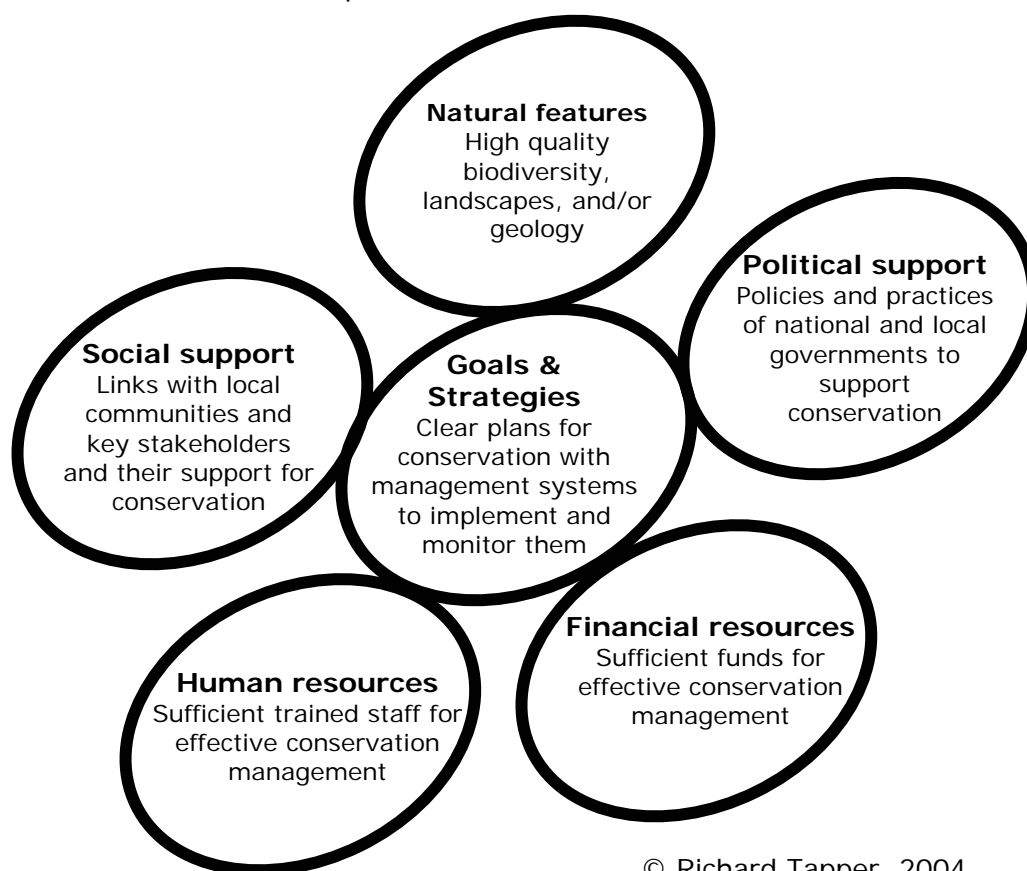 Natural features
High quality
biodiversity,
landscapes, and/or
geology
Political support
Policies and practices
of national and local
governments to
support
conservation
Social support
Links with local
communities and
key stakeholders
and their support for
conservation
Goals &
Strategies
Clear plans for
conservation with
management systems
to implement and
monitor them
Financial resources
Sufficient funds for
effective conservation
management
Human resources
Sufficient trained staff for
effective conservation
management
© Richard Tapper, 2004